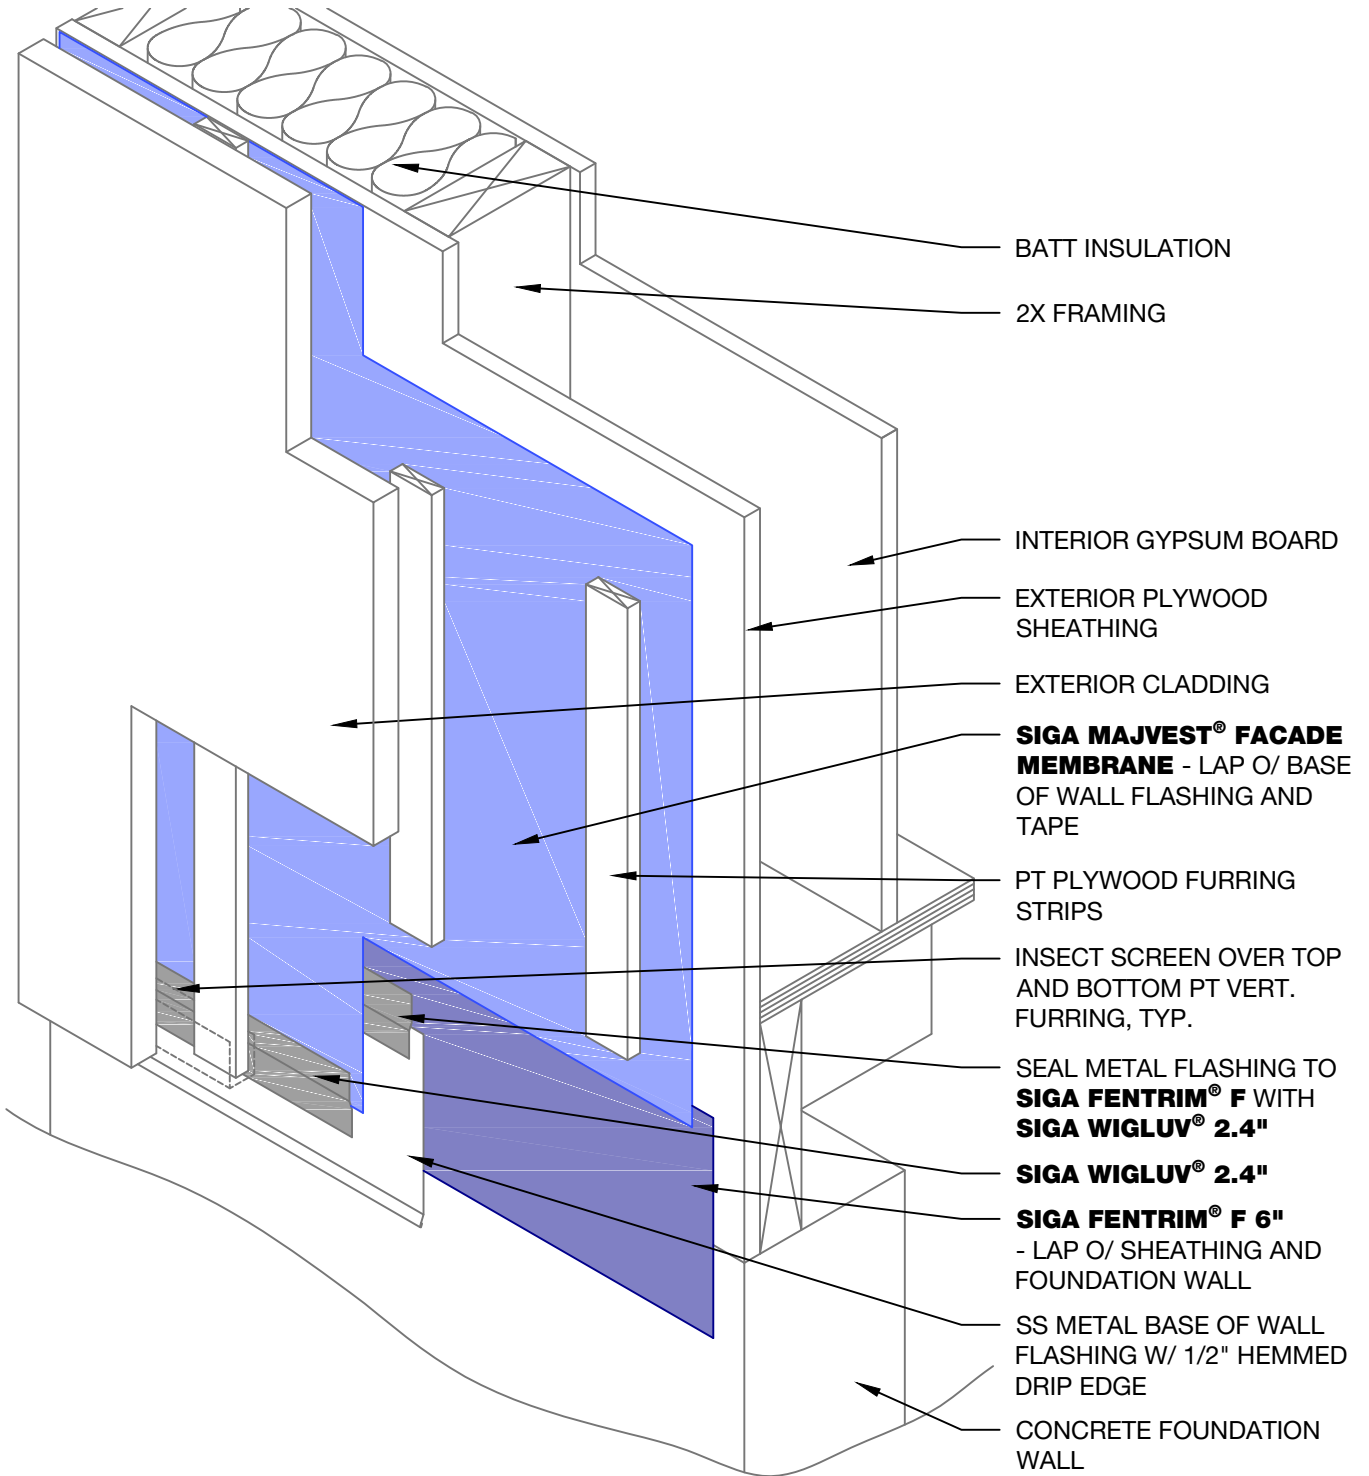 BATT INSULATION
2X FRAMING
INTERIOR GYPSUM BOARD
EXTERIOR PLYWOOD
SHEATHING
EXTERIOR CLADDING
SIGA MAJVEST® FACADE
MEMBRANE - LAP O/ BASE
OF WALL FLASHING AND
TAPE
PT PLYWOOD FURRING
STRIPS
INSECT SCREEN OVER TOP
AND BOTTOM PT VERT.
FURRING, TYP.
SEAL METAL FLASHING TO
SIGA FENTRIM® F WITH
SIGA WIGLUV® 2.4"
SIGA WIGLUV® 2.4"
SIGA FENTRIM® F 6"
- LAP O/ SHEATHING AND
FOUNDATION WALL
SS METAL BASE OF WALL
FLASHING W/ 1/2" HEMMED
DRIP EDGE
CONCRETE FOUNDATION
WALL